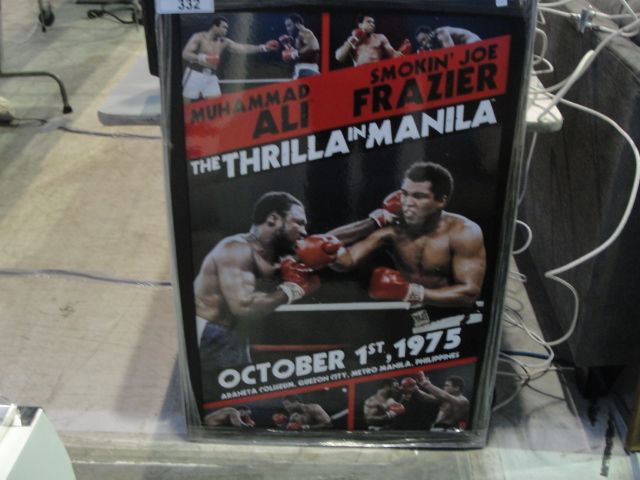 332
MUHAMMAD ALI
SMOKIN' JOE FRAZIER
THE THRILLA IN MANILA
OCTOBER 1ST, 1975
ARANETA COLISEUM, QUEZON CITY, METRO MANILA, PHILIPPINES